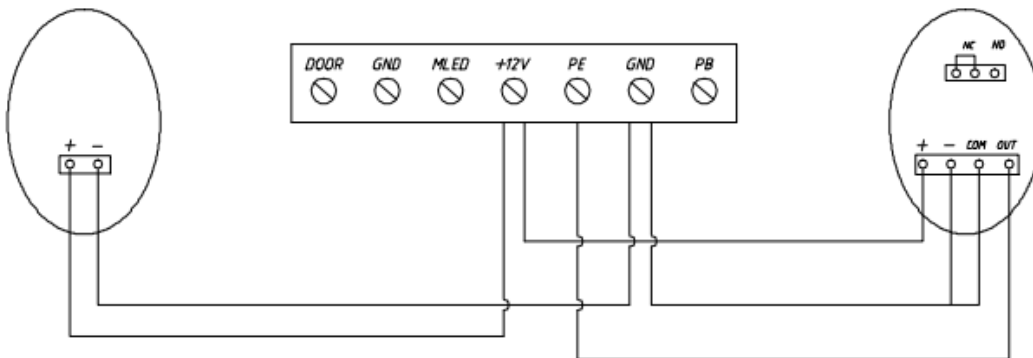 NC NO
DOOR GND MLED +12V PE GND PB
+ - + - COM OUT